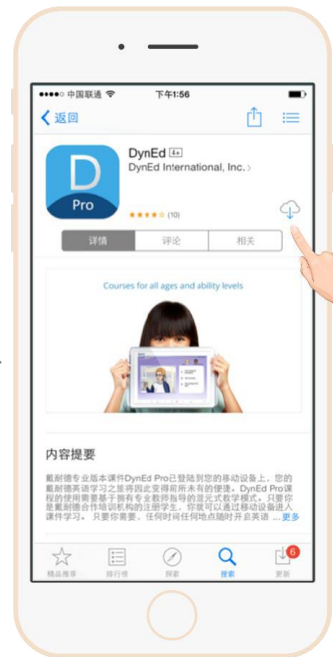 中国联通
下午1:56
返回
DynEd 4+
DynEd International, Inc. >
D
Pro
(10)
详情 评论 相关
Courses for all ages and ability levels
内容提要
戴耐德专业版本课件DynEd Pro已登陆到您的移动设备上，您的
戴耐德英语学习之旅将因此变得前所未有的便捷。DynEd Pro课
程的使用需要基于拥有专业教师指导的混元式教学模式。只要你
是戴耐德合作培训机构的注册学生，你就可以通过移动设备进入
课件学习。 只要你需要、任何时间任何地点随时开启英语 ...更多
精品推荐 排行榜 探索 搜索 更新
6